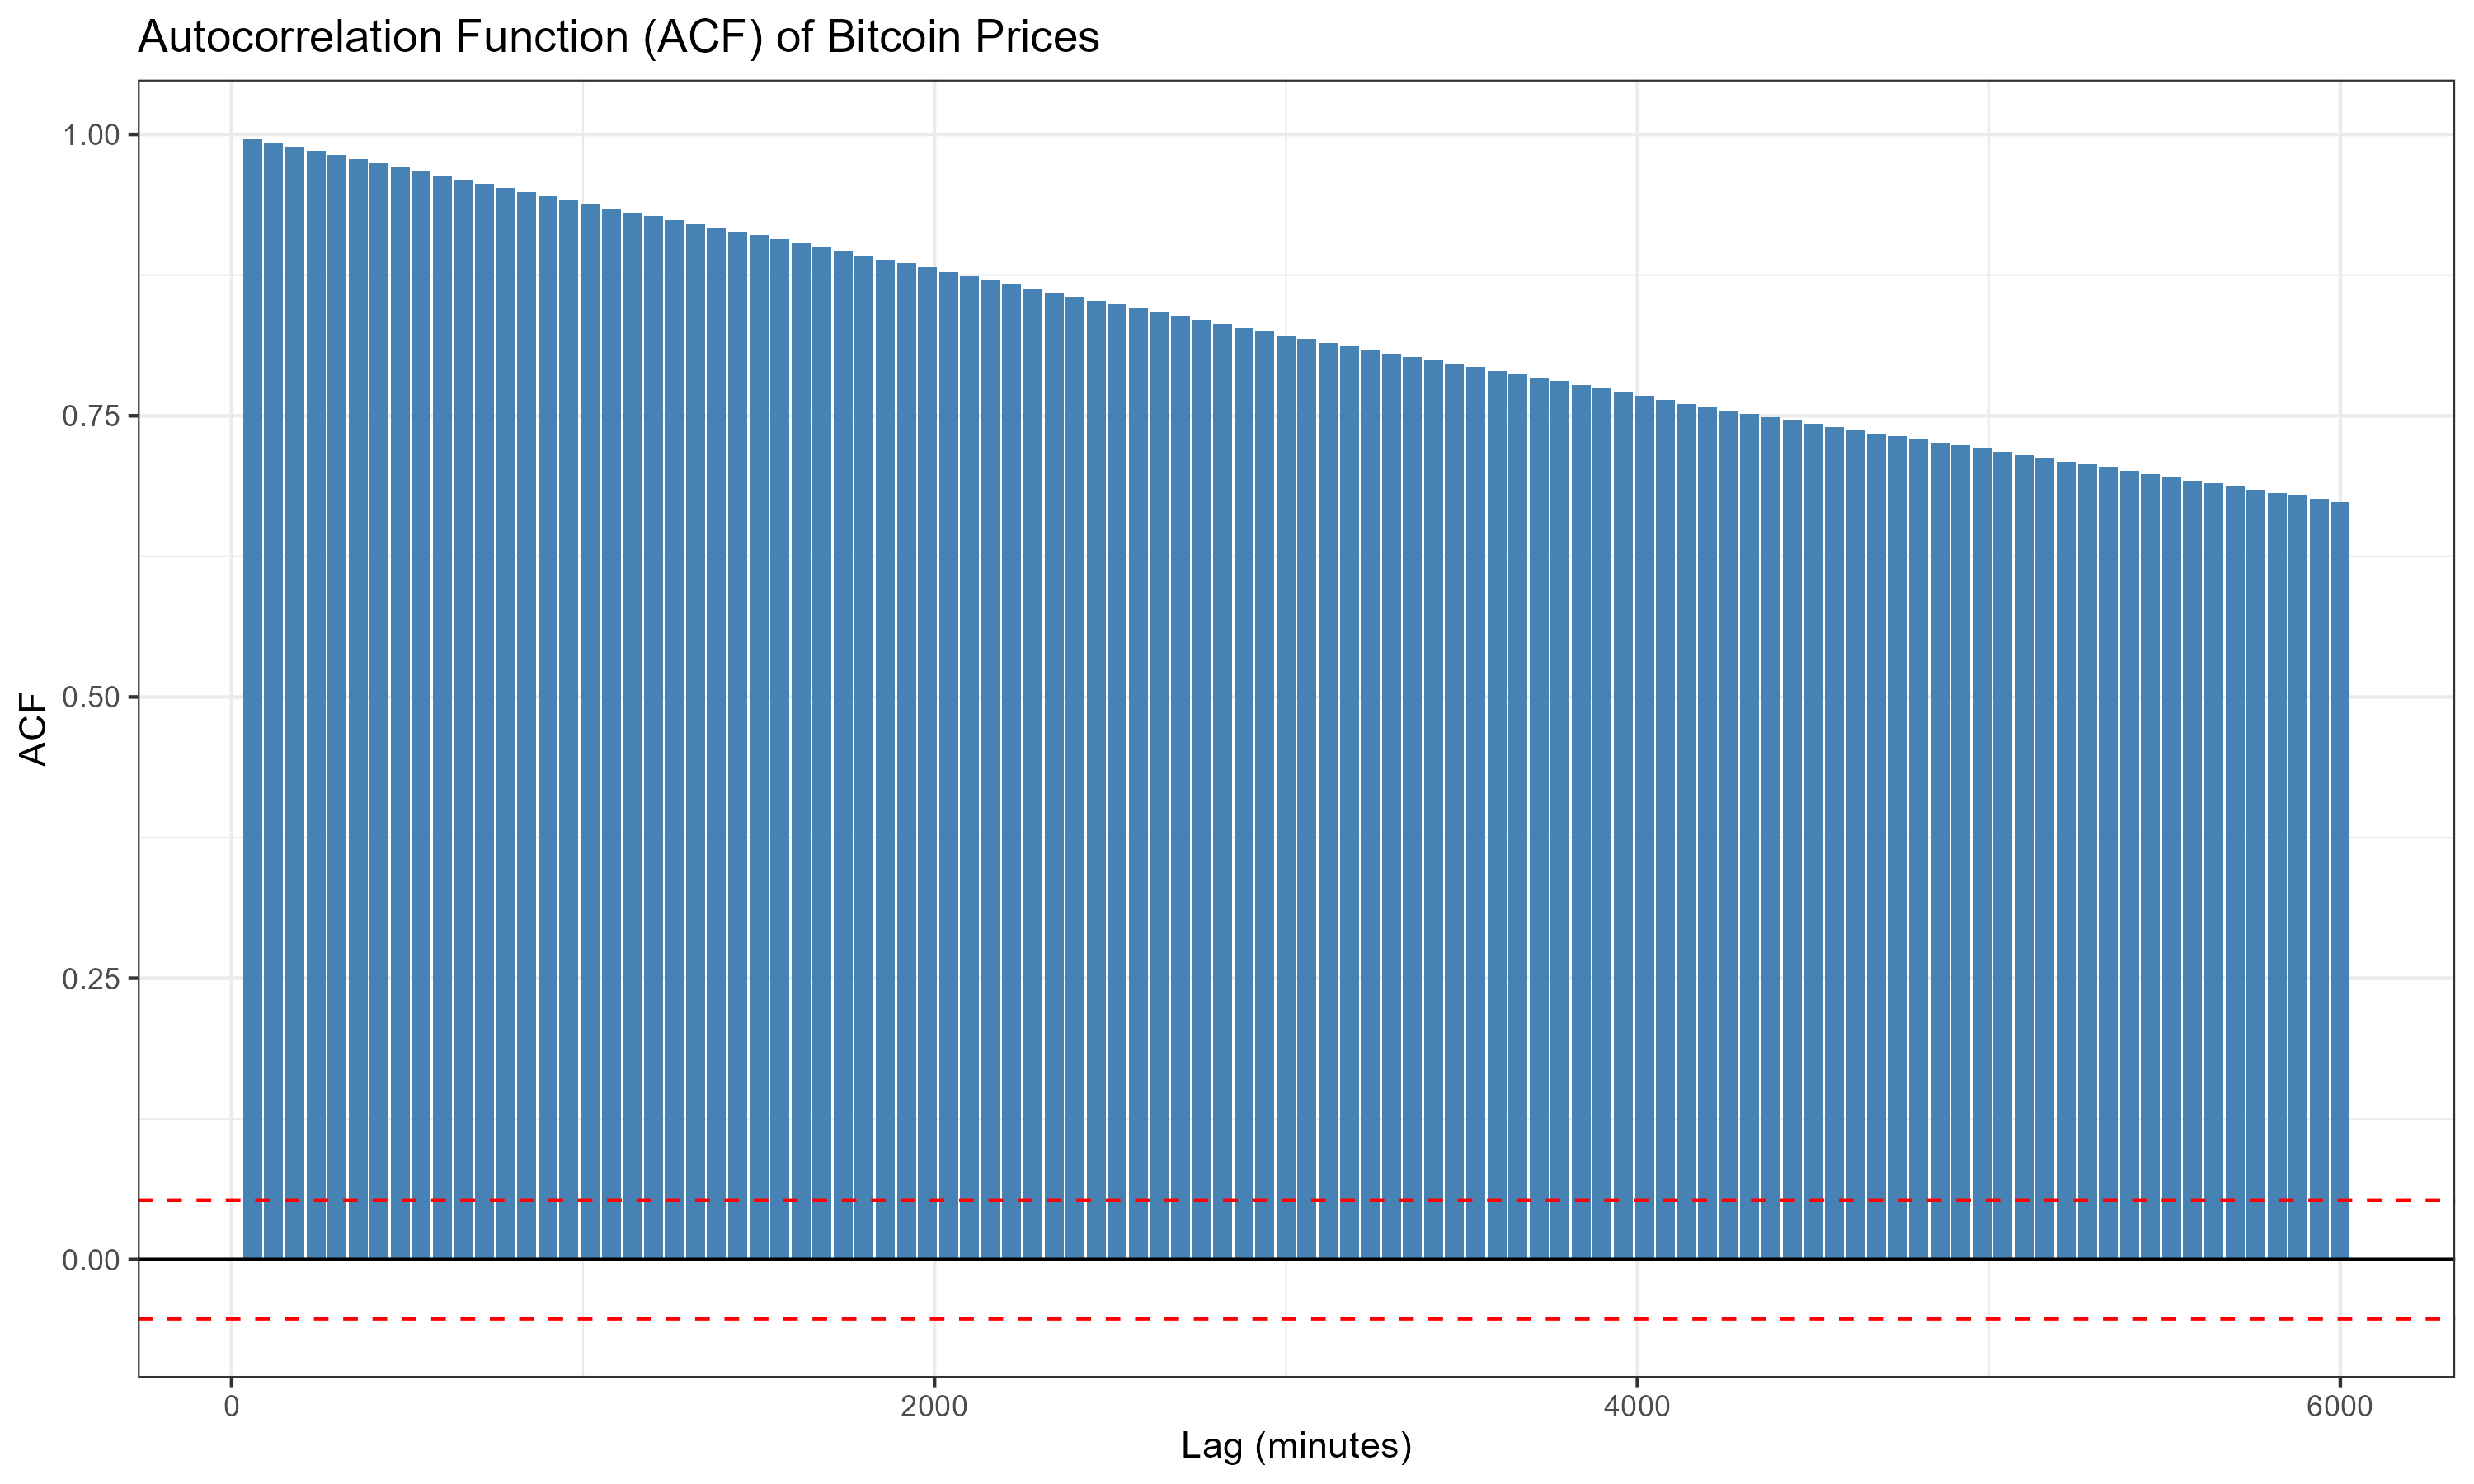 Autocorrelation Function (ACF) of Bitcoin Prices
1.00
0.75
0.50
0.25
0.00
ACF
0 2000 4000 6000
Lag (minutes)